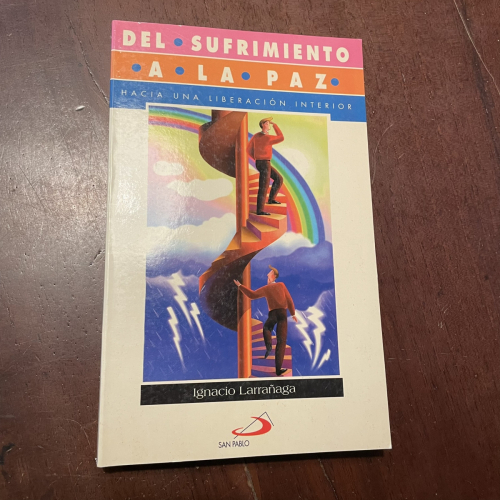 DEL • SUFRIMIENTO
• A • LA • PAZ •
HACIA UNA LIBERACIÓN INTERIOR
Ignacio Larrañaga
SAN PABLO